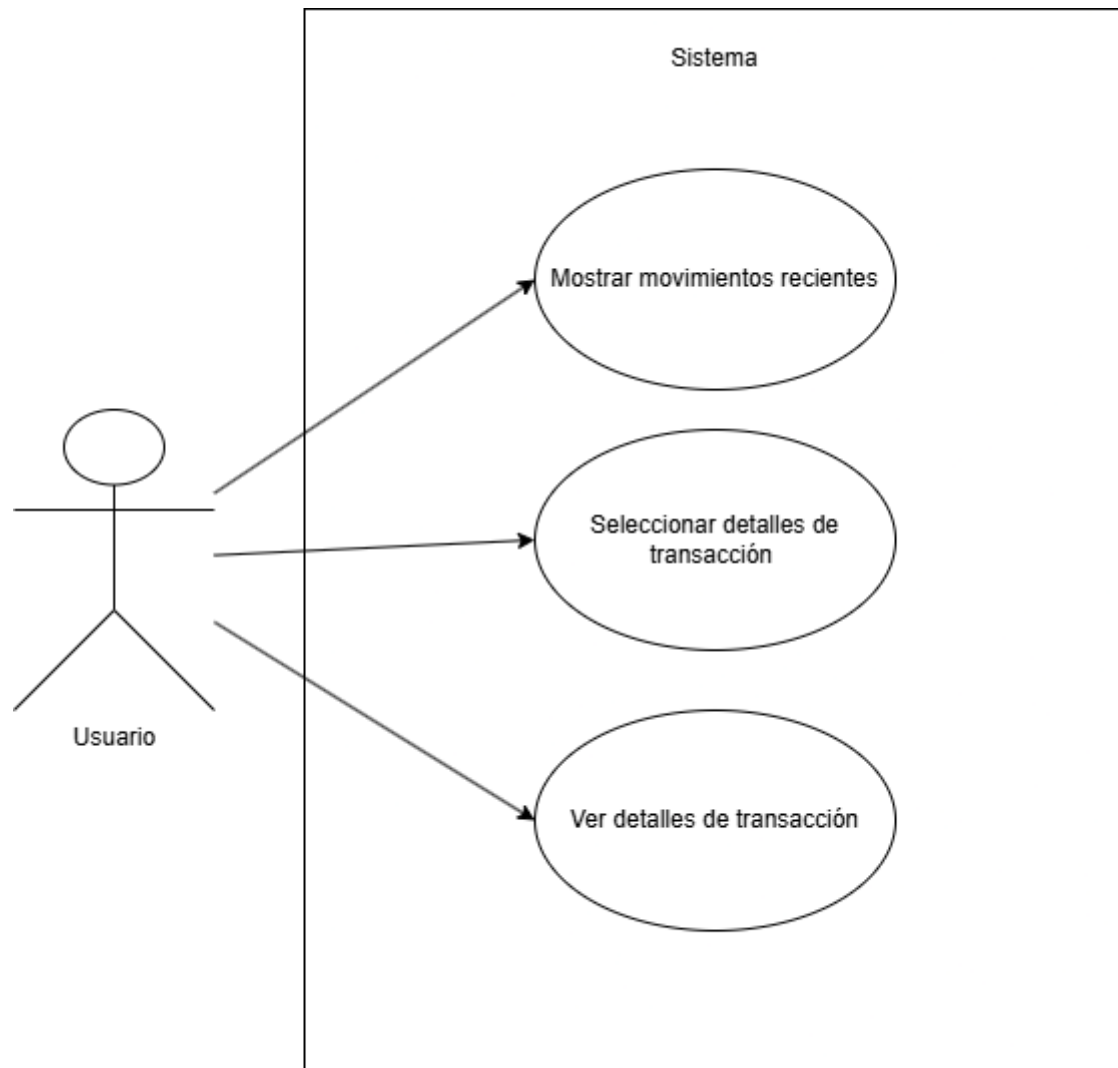 Sistema
Mostrar movimientos recientes
Seleccionar detalles de
transacción
Ver detalles de transacción
Usuario